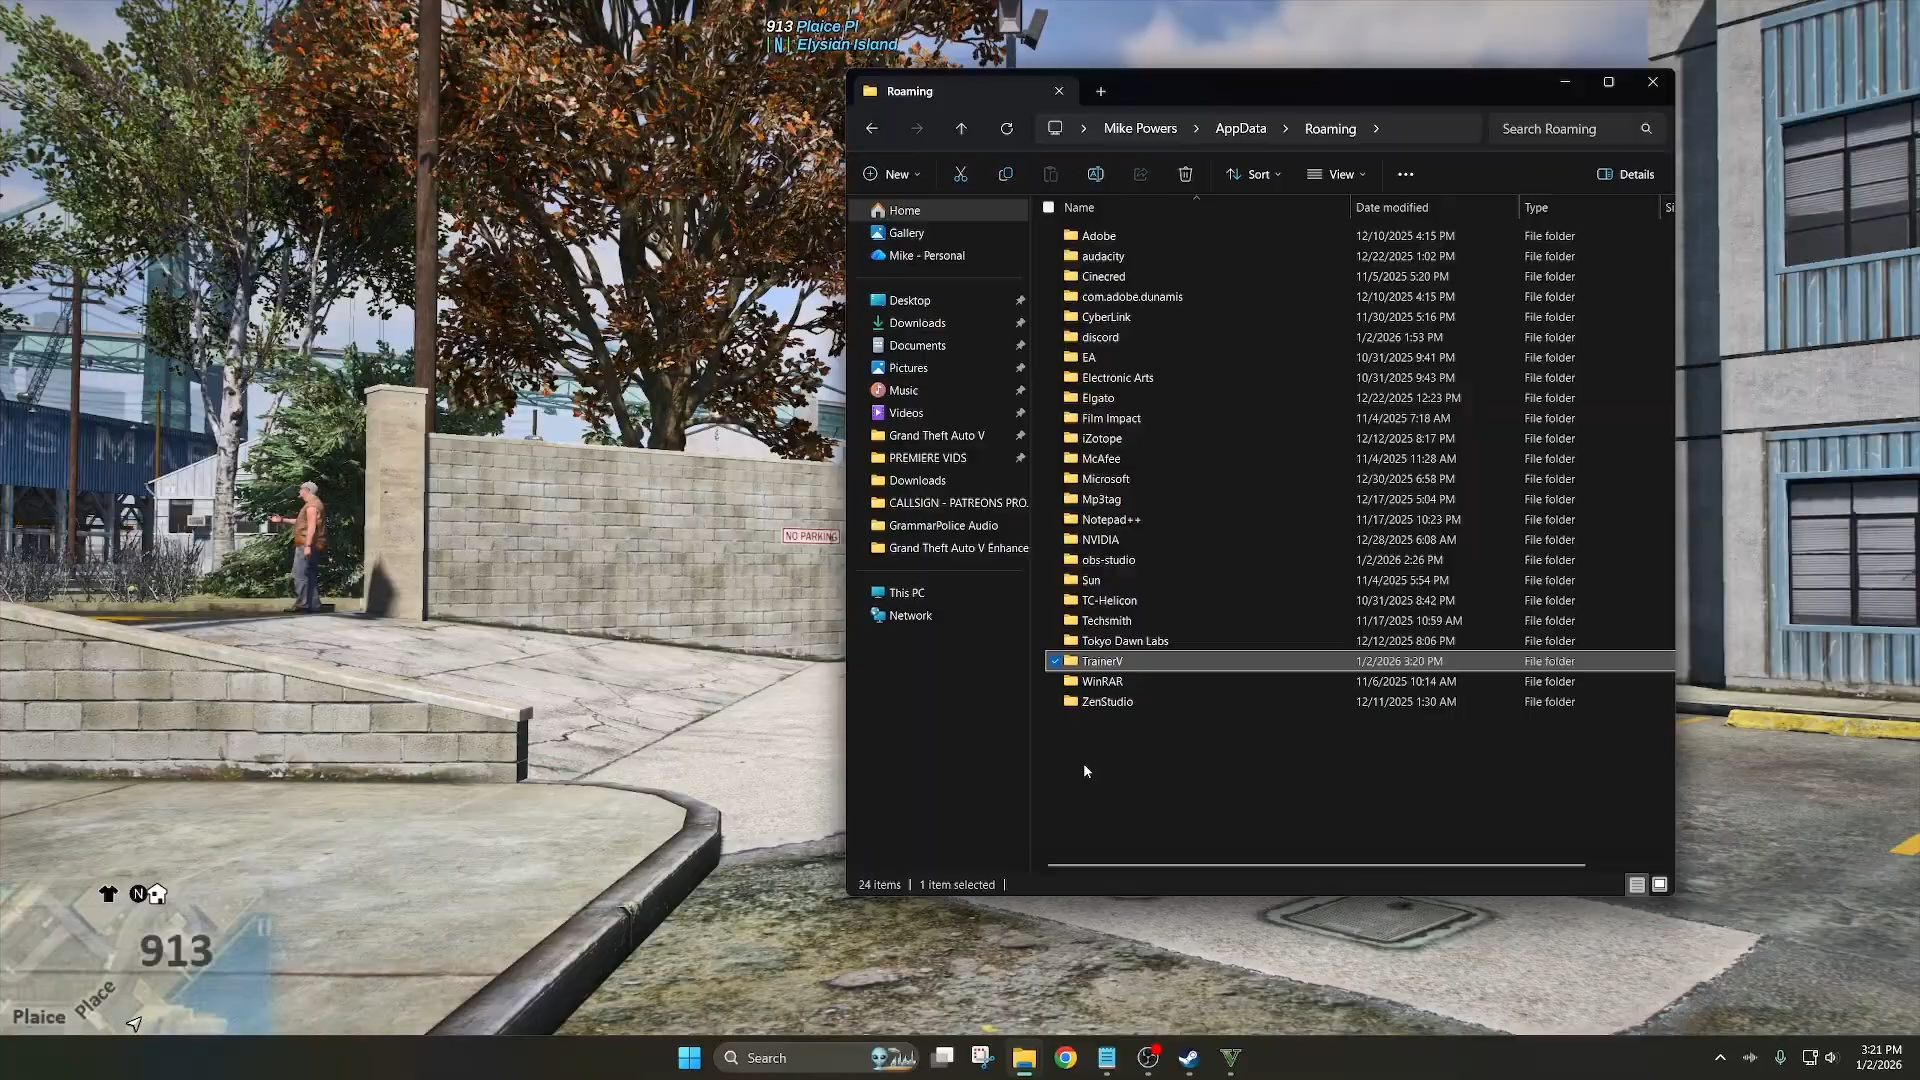 913 Plaice Pl
| N | Elysian Island
Roaming
Mike Powers > AppData > Roaming >
Search Roaming
New
Sort
View
Details
Home
Gallery
Mike - Personal
Desktop
Downloads
Documents
Pictures
Music
Videos
Grand Theft Auto V
PREMIERE VIDS
Downloads
CALLSIGN - PATREONS PRO.
GrammarPolice Audio
Grand Theft Auto V Enhance
This PC
Network
Name Date modified Type Si
Adobe 12/10/2025 4:15 PM File folder
audacity 12/22/2025 1:02 PM File folder
Cinecred 11/5/2025 5:20 PM File folder
com.adobe.dunamis 12/10/2025 4:15 PM File folder
CyberLink 11/30/2025 5:16 PM File folder
discord 1/2/2026 1:53 PM File folder
EA 10/31/2025 9:41 PM File folder
Electronic Arts 10/31/2025 9:43 PM File folder
Elgato 12/22/2025 12:23 PM File folder
Film Impact 11/4/2025 7:18 AM File folder
iZotope 12/12/2025 8:17 PM File folder
McAfee 11/4/2025 11:28 AM File folder
Microsoft 12/30/2025 6:58 PM File folder
Mp3tag 12/17/2025 5:04 PM File folder
Notepad++ 11/17/2025 10:23 PM File folder
NVIDIA 12/28/2025 6:08 AM File folder
obs-studio 1/2/2026 2:26 PM File folder
Sun 11/4/2025 5:54 PM File folder
TC-Helicon 10/31/2025 8:42 PM File folder
Techsmith 11/17/2025 10:59 AM File folder
Tokyo Dawn Labs 12/12/2025 8:06 PM File folder
TrainerV 1/2/2026 3:20 PM File folder
WinRAR 11/6/2025 10:14 AM File folder
ZenStudio 12/11/2025 1:30 AM File folder
24 items | 1 item selected |
NO PARKING
N
913
Plaice Place
Search
3:21 PM
1/2/2026